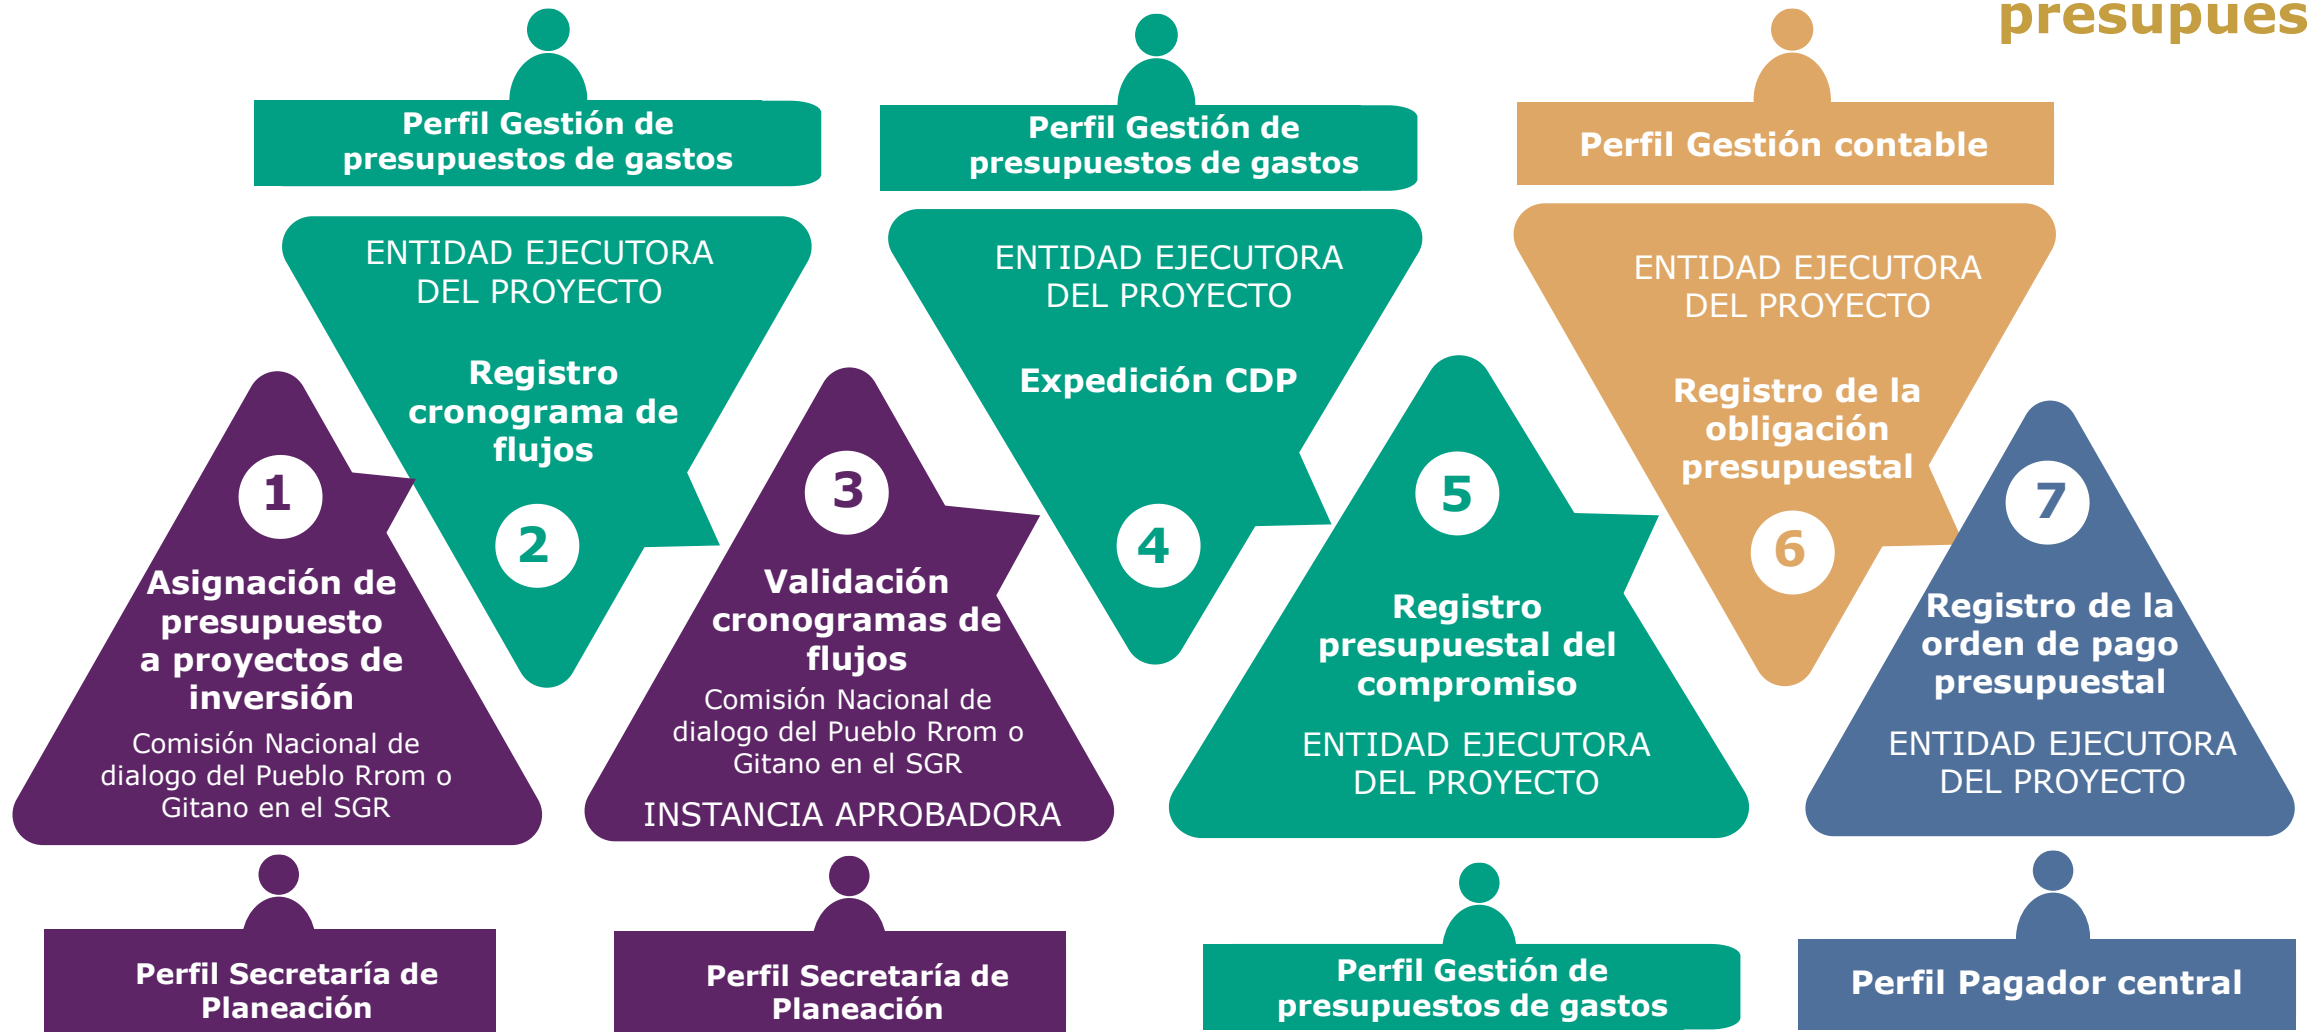 presupues
Perfil Gestión de
presupuestos de gastos
ENTIDAD EJECUTORA
DEL PROYECTO
Registro
cronograma de
flujos
2
Perfil Gestión de
presupuestos de gastos
ENTIDAD EJECUTORA
DEL PROYECTO
Expedición CDP
4
Perfil Gestión contable
ENTIDAD EJECUTORA
DEL PROYECTO
Registro de la
obligación
presupuestal
6
1
Asignación de
presupuesto
a proyectos de
inversión
Comisión Nacional de
dialogo del Pueblo Rrom o
Gitano en el SGR
Perfil Secretaría de
Planeación
3
Validación
cronogramas de
flujos
Comisión Nacional de
dialogo del Pueblo Rrom o
Gitano en el SGR
INSTANCIA APROBADORA
Perfil Secretaría de
Planeación
5
Registro
presupuestal del
compromiso
ENTIDAD EJECUTORA
DEL PROYECTO
Perfil Gestión de
presupuestos de gastos
7
Registro de la
orden de pago
presupuestal
ENTIDAD EJECUTORA
DEL PROYECTO
Perfil Pagador central